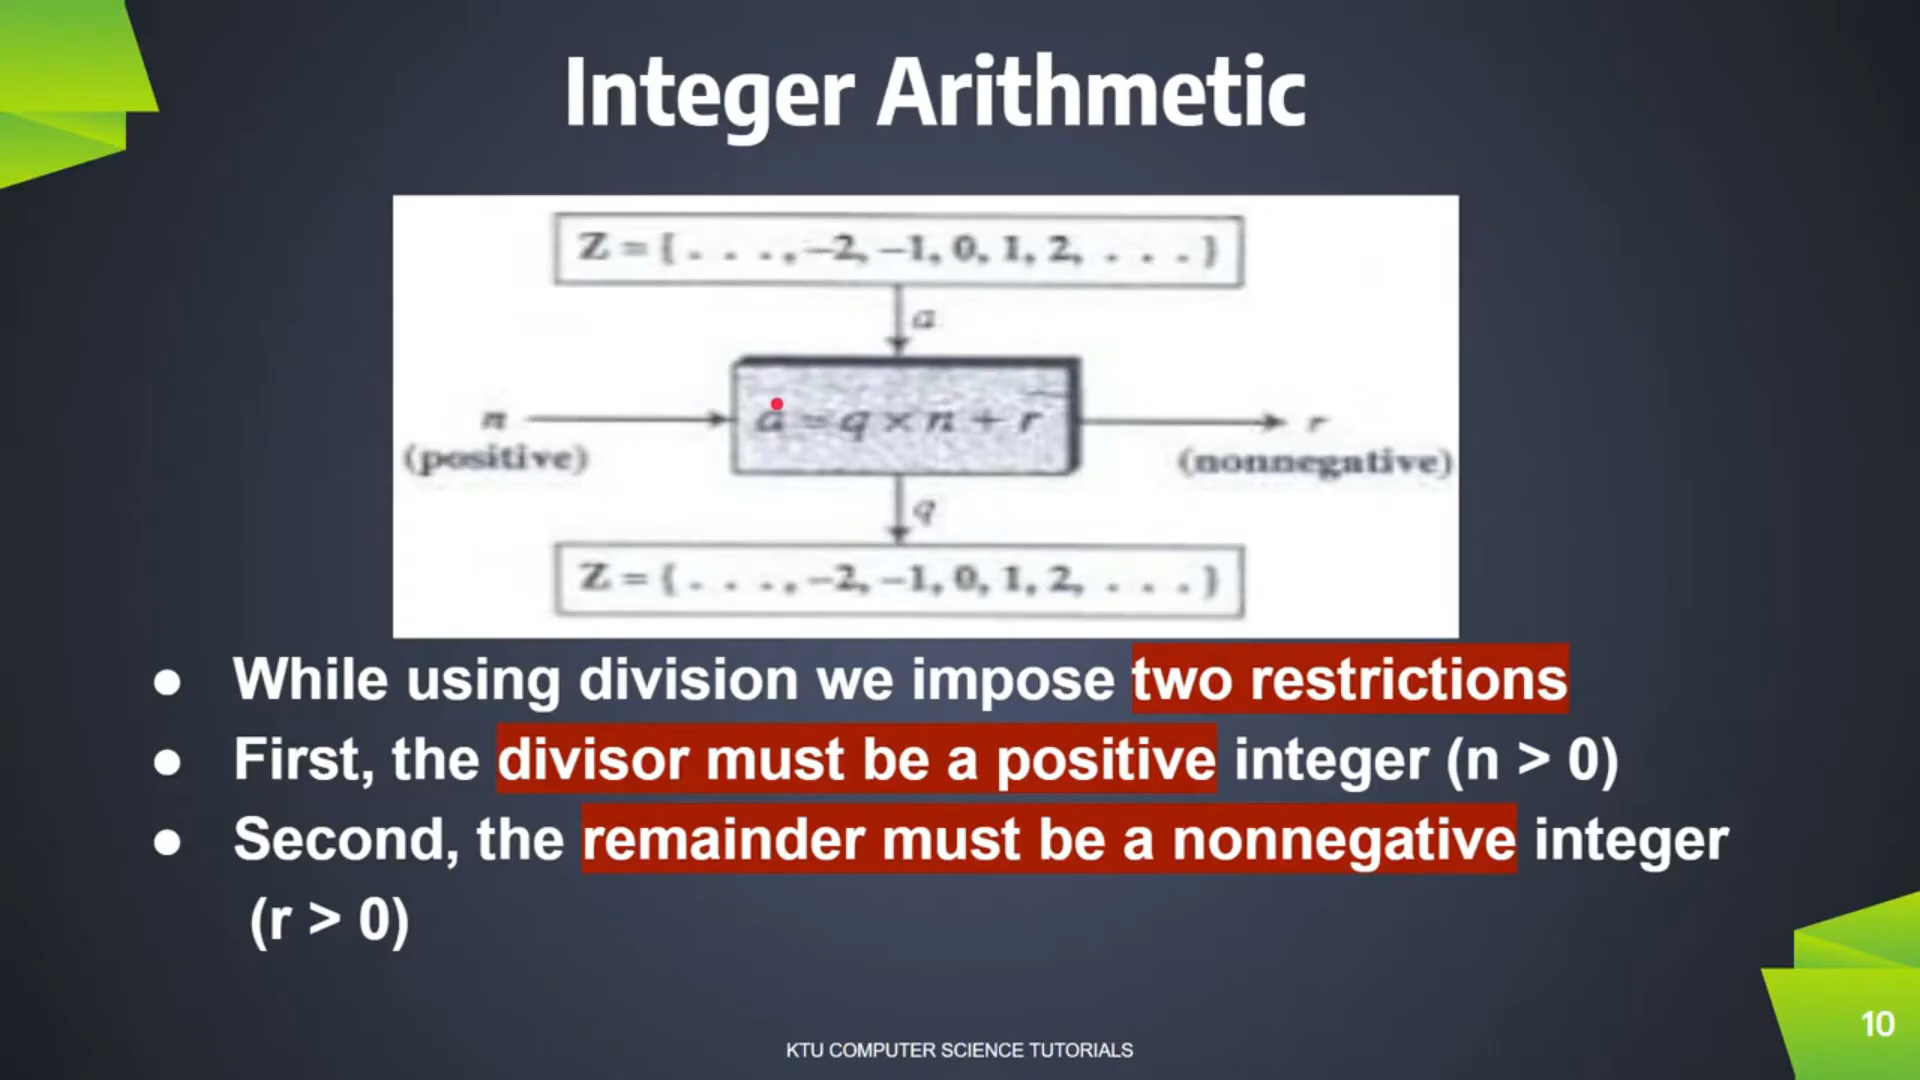 Integer Arithmetic
Z = { . . . , −2, −1, 0, 1, 2, . . . }
a
n
(positive)
a = q × n + r
r
(nonnegative)
q
Z = { . . . , −2, −1, 0, 1, 2, . . . }
● While using division we impose two restrictions
● First, the divisor must be a positive integer (n > 0)
● Second, the remainder must be a nonnegative integer
(r > 0)
10
KTU COMPUTER SCIENCE TUTORIALS